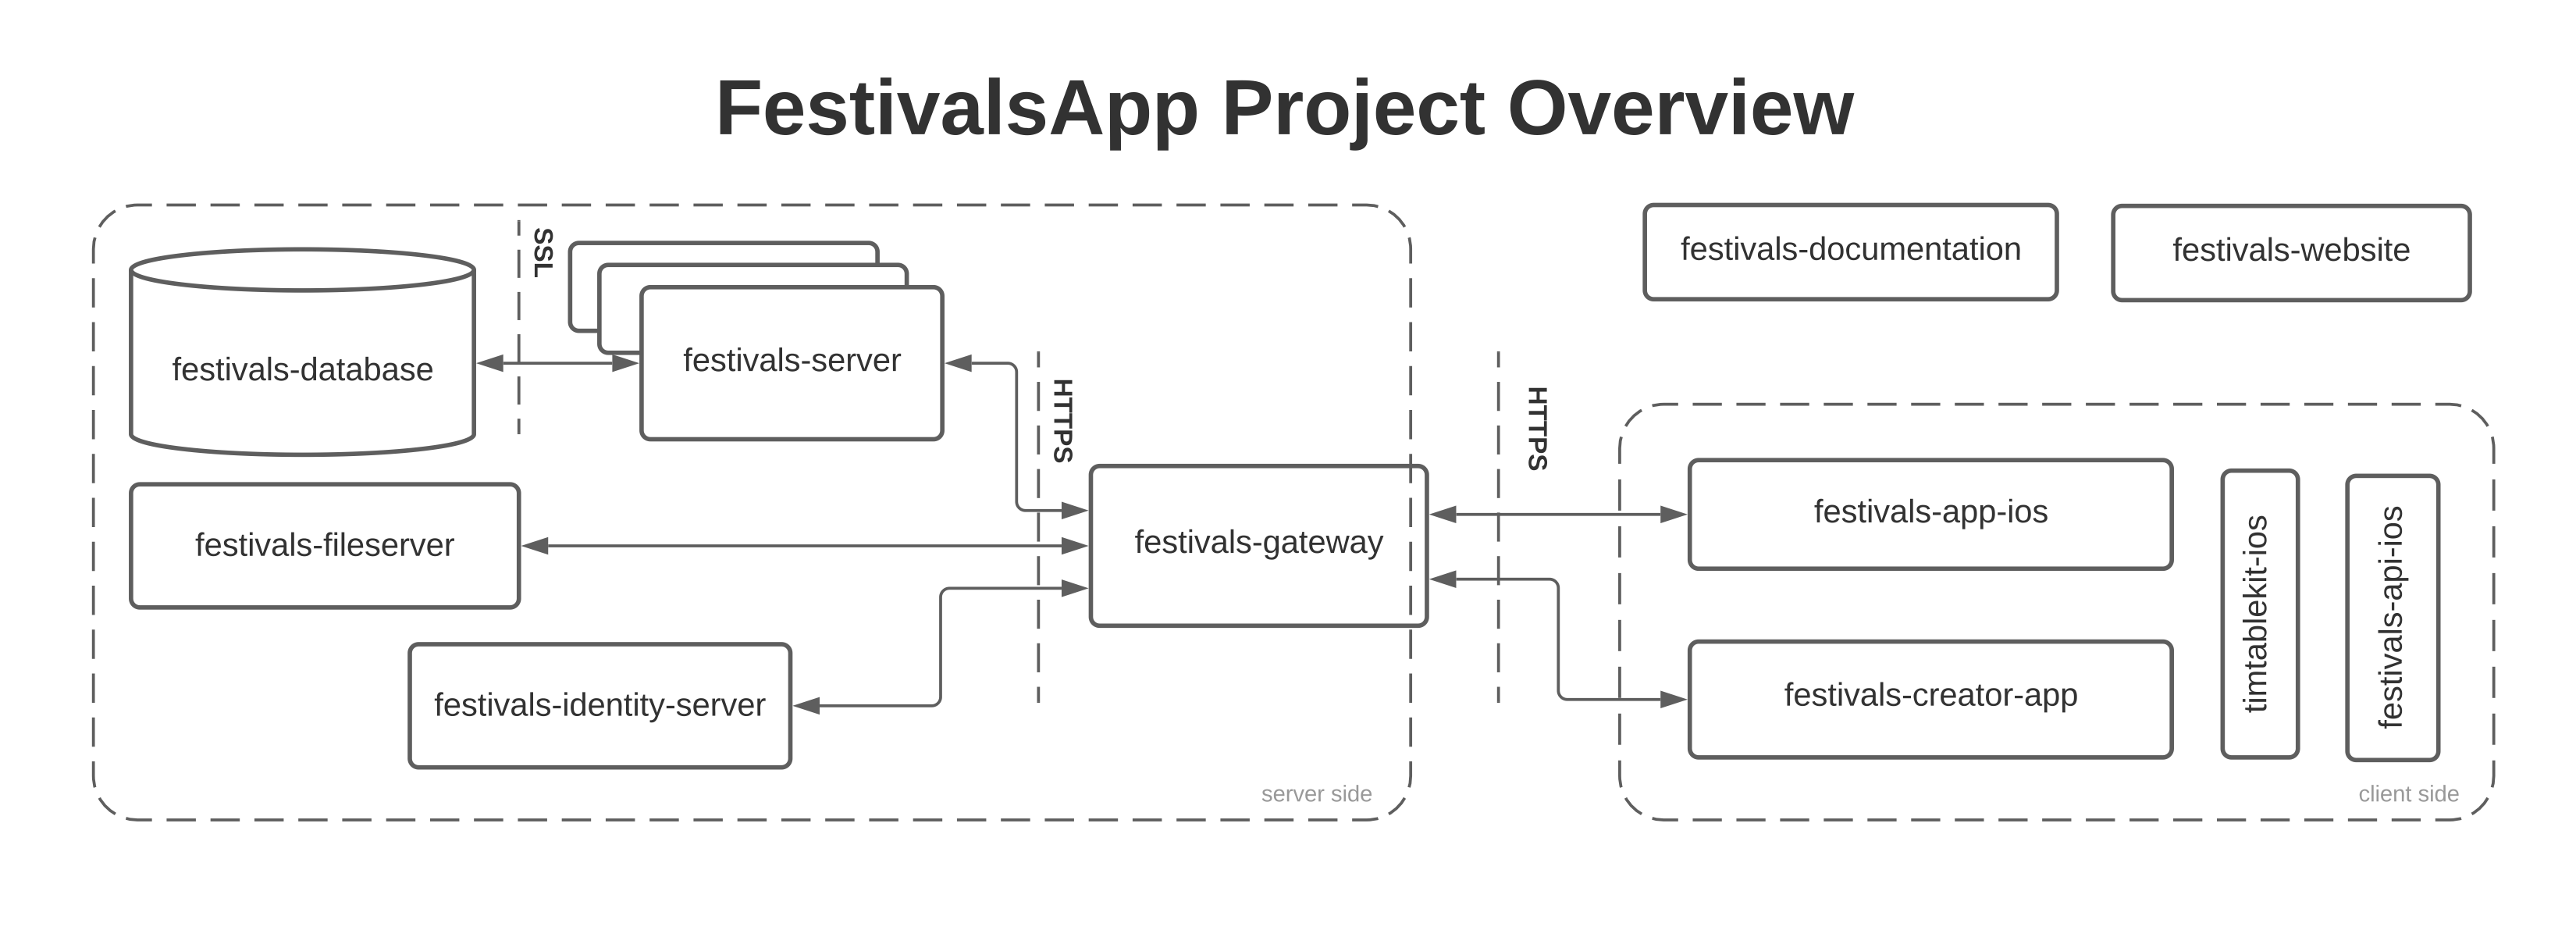 FestivalsApp Project Overview
SSL
festivals-database
festivals-server
HTTPS
festivals-fileserver
festivals-gateway
festivals-identity-server
server side
HTTPS
festivals-documentation
festivals-website
festivals-app-ios
festivals-creator-app
timtablekit-ios
festivals-api-ios
client side